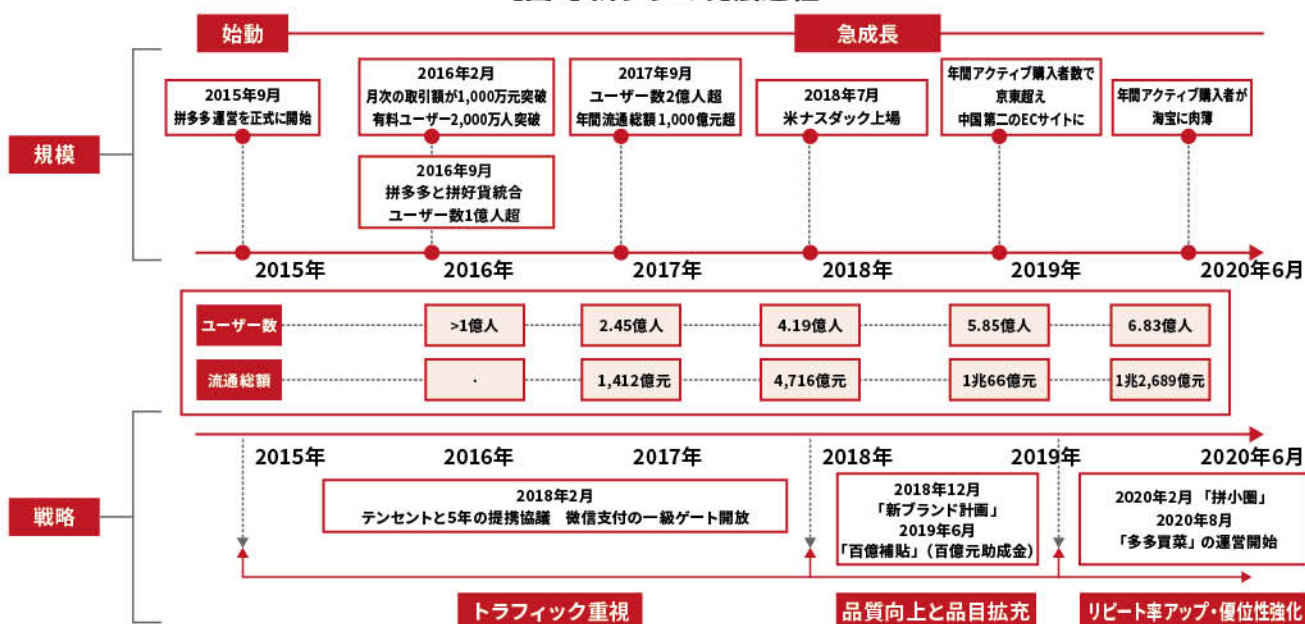 始動
急成長
規模
2015年9月
拼多多運営を正式に開始
2016年2月
月次の取引額が1,000万元突破
有料ユーザー2,000万人突破
2016年9月
拼多多と拼好貨統合
ユーザー数1億人超
2017年9月
ユーザー数2億人超
年間流通総額1,000億元超
2018年7月
米ナスダック上場
年間アクティブ購入者数で
京東超え
中国第二のECサイトに
年間アクティブ購入者が
海宝に肉薄
2015年
2016年
2017年
2018年
2019年
2020年6月
ユーザー数
>1億人
2.45億人
4.19億人
5.85億人
6.83億人
流通総額
1,412億元
4,716億元
1兆66億元
1兆2,689億元
2015年
2016年
2017年
2018年
2019年
2020年6月
戦略
2018年2月
テンセントと5年の提携協議 微信支付の一級ゲート開放
2018年12月
「新ブランド計画」
2019年6月
「百億補貼」（百億元助成金）
2020年2月 「拼小圏」
2020年8月
「多多買菜」の運営開始
トラフィック重視
品質向上と品目拡充
リピート率アップ・優位性強化